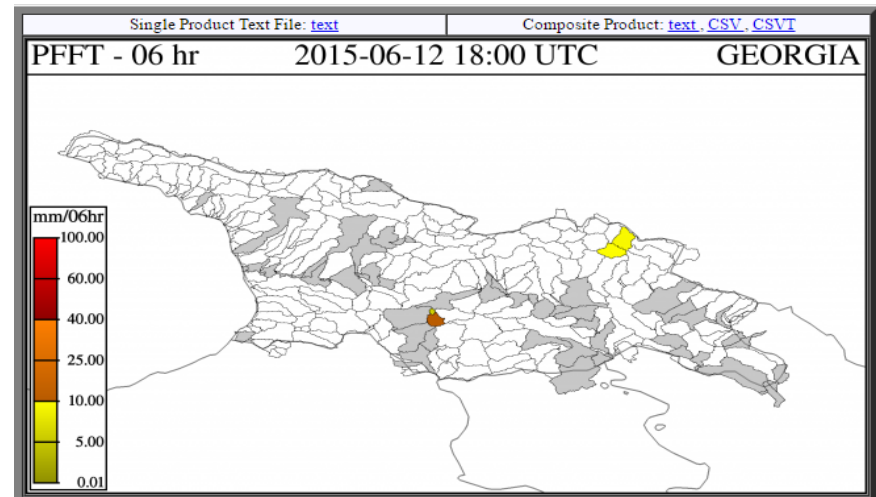 Single Product Text File: text
Composite Product: text , CSV , CSVT
PFFT - 06 hr 2015-06-12 18:00 UTC GEORGIA
mm/06hr
100.00
60.00
40.00
25.00
10.00
5.00
0.01